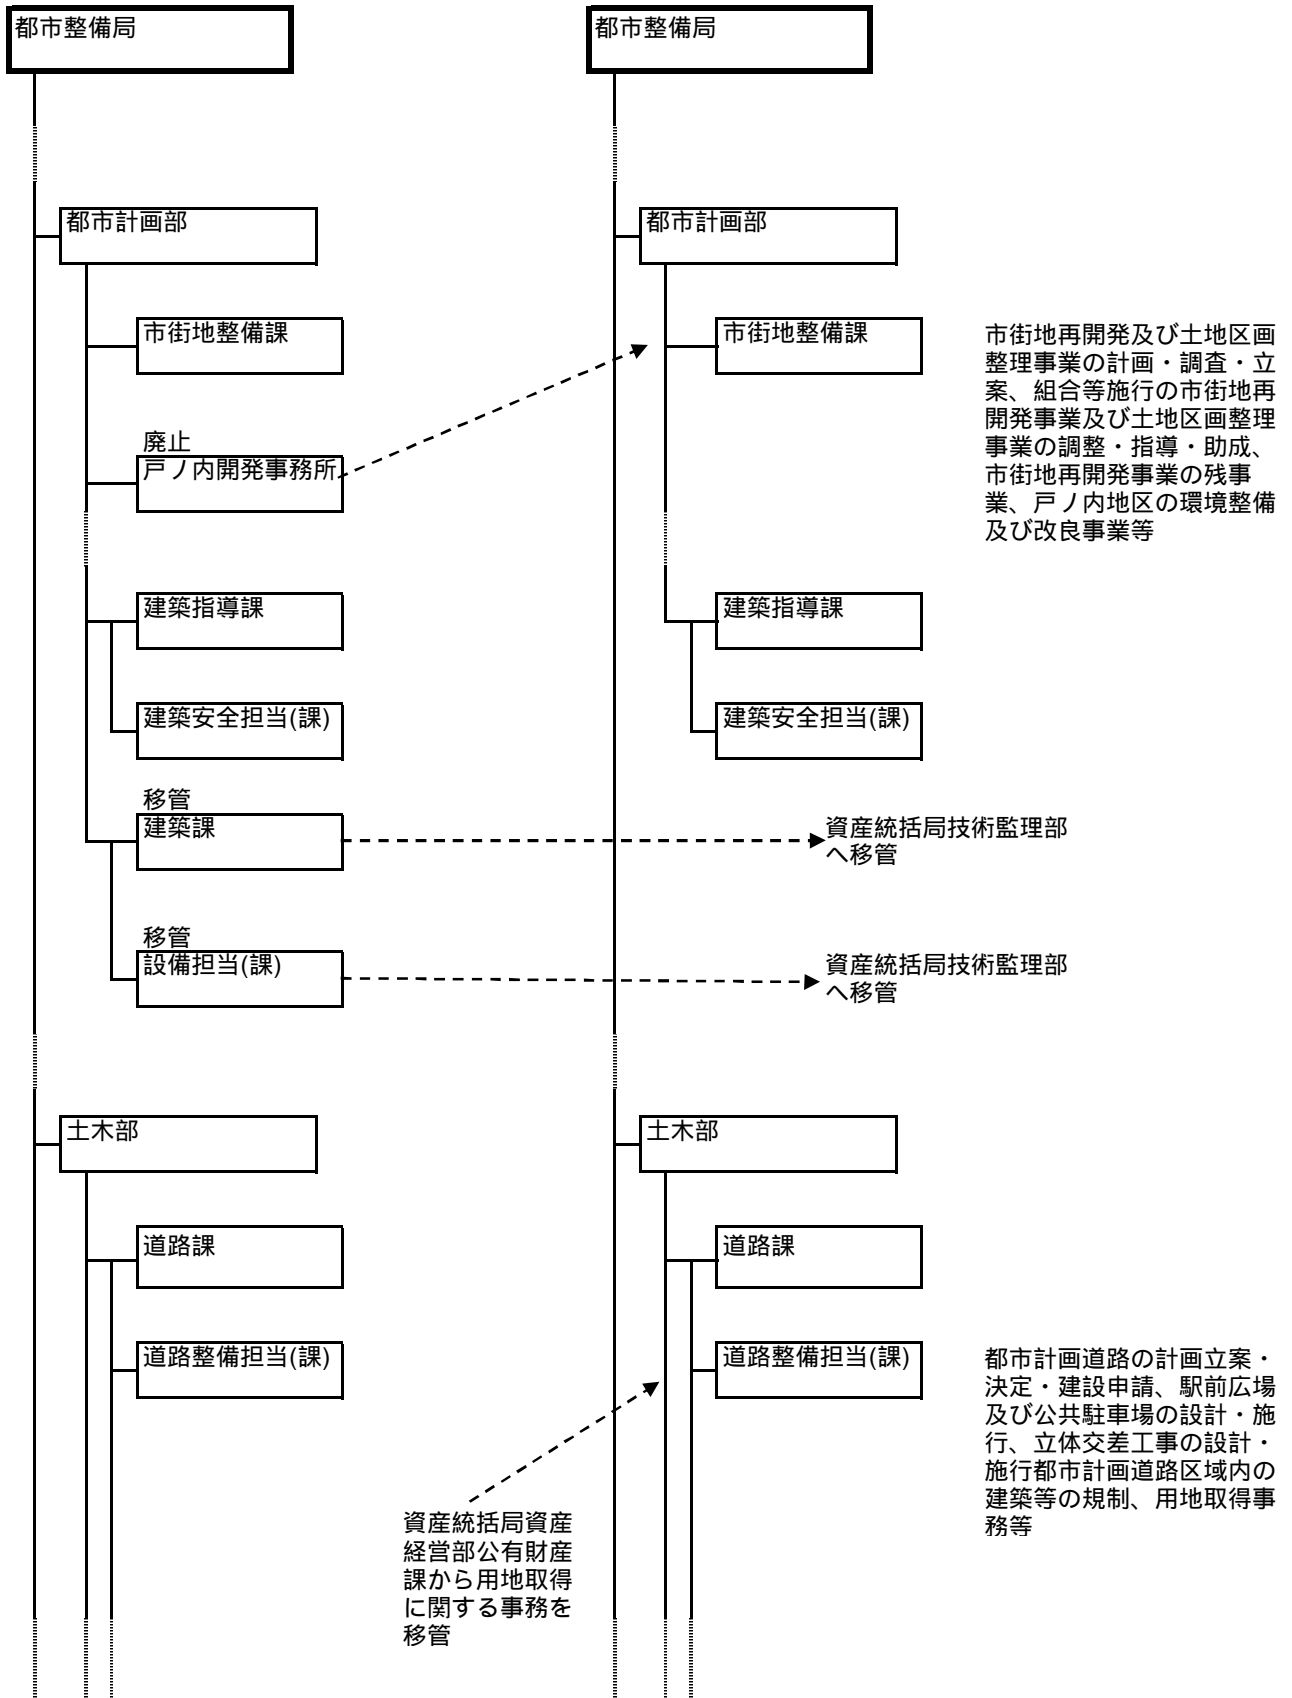 都市整備局
都市整備局
都市計画部
都市計画部
市街地整備課
市街地整備課
市街地再開発及び土地区画
整理事業の計画・調査・立
案、組合等施行の市街地再
開発事業及び土地区画整理
事業の調整・指導・助成、
市街地再開発事業の残事
業、戸ノ内地区の環境整備
及び改良事業等
廃止
戸ノ内開発事務所
建築指導課
建築指導課
建築安全担当(課)
建築安全担当(課)
移管
建築課
資産統括局技術監理部
へ移管
移管
設備担当(課)
資産統括局技術監理部
へ移管
土木部
土木部
道路課
道路課
道路整備担当(課)
道路整備担当(課)
都市計画道路の計画立案・
決定・建設申請、駅前広場
及び公共駐車場の設計・施
行、立体交差工事の設計・
施行都市計画道路区域内の
建築等の規制、用地取得事
務等
資産統括局資産
経営部公有財産
課から用地取得
に関する事務を
移管